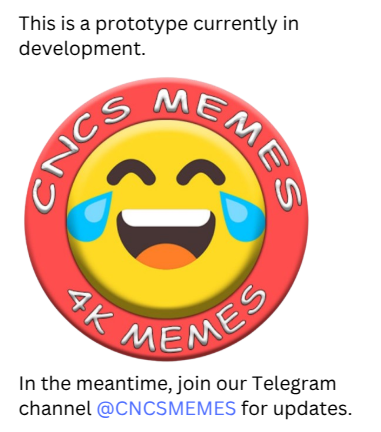 This is a prototype currently in
development.
CNCS MEMES
4K MEMES
In the meantime, join our Telegram
channel @CNCSMEMES for updates.